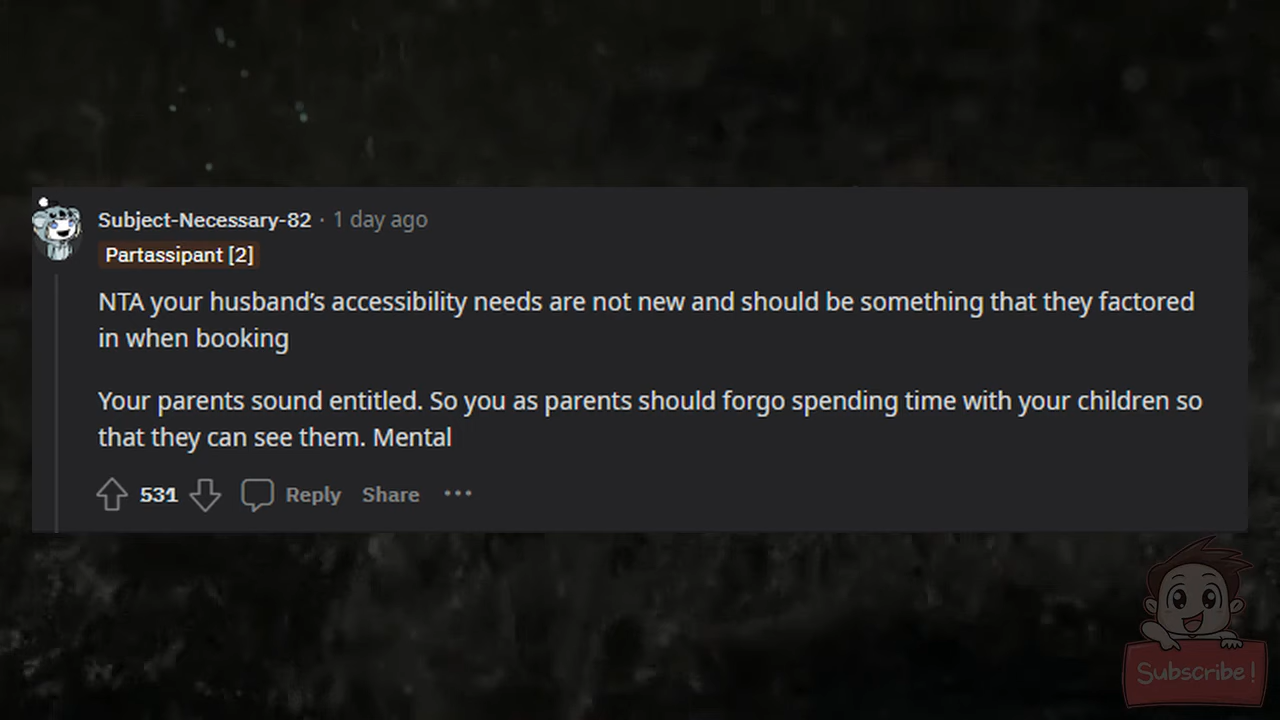 Subject-Necessary-82 · 1 day ago
Partassipant [2]
NTA your husband’s accessibility needs are not new and should be something that they factored
in when booking
Your parents sound entitled. So you as parents should forgo spending time with your children so
that they can see them. Mental
531 Reply Share ···
Subscribe!